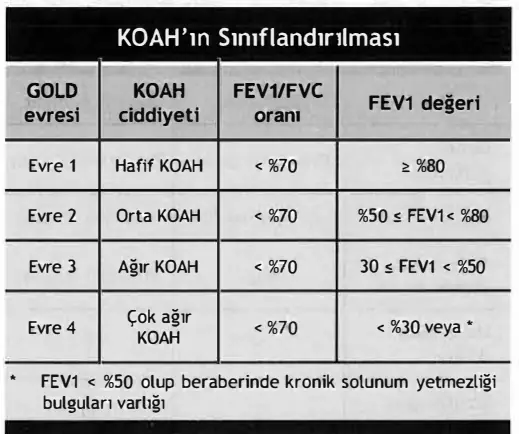 KOAH'ın Sınıflandırılması
GOLD evresi KOAH ciddiyeti FEV1/FVC oranı FEV1 değeri
Evre 1 Hafif KOAH < %70 ≥ %80
Evre 2 Orta KOAH < %70 %50 ≤ FEV1< %80
Evre 3 Ağır KOAH < %70 30 ≤ FEV1 < %50
Evre 4 Çok ağır KOAH < %70 < %30 veya *
* FEV1 < %50 olup beraberinde kronik solunum yetmezliği
bulguları varlığı